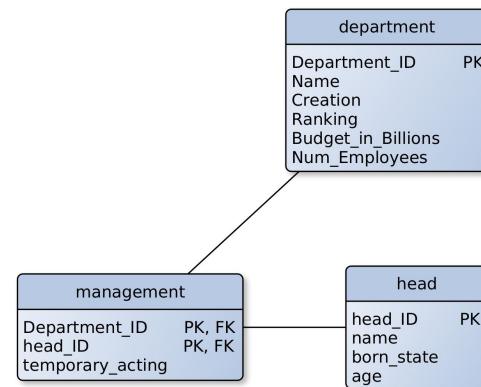 department
Department_ID PK
Name
Creation
Ranking
Budget_in_Billions
Num_Employees
management
Department_ID PK, FK
head_ID PK, FK
temporary_acting
head
head_ID PK
name
born_state
age